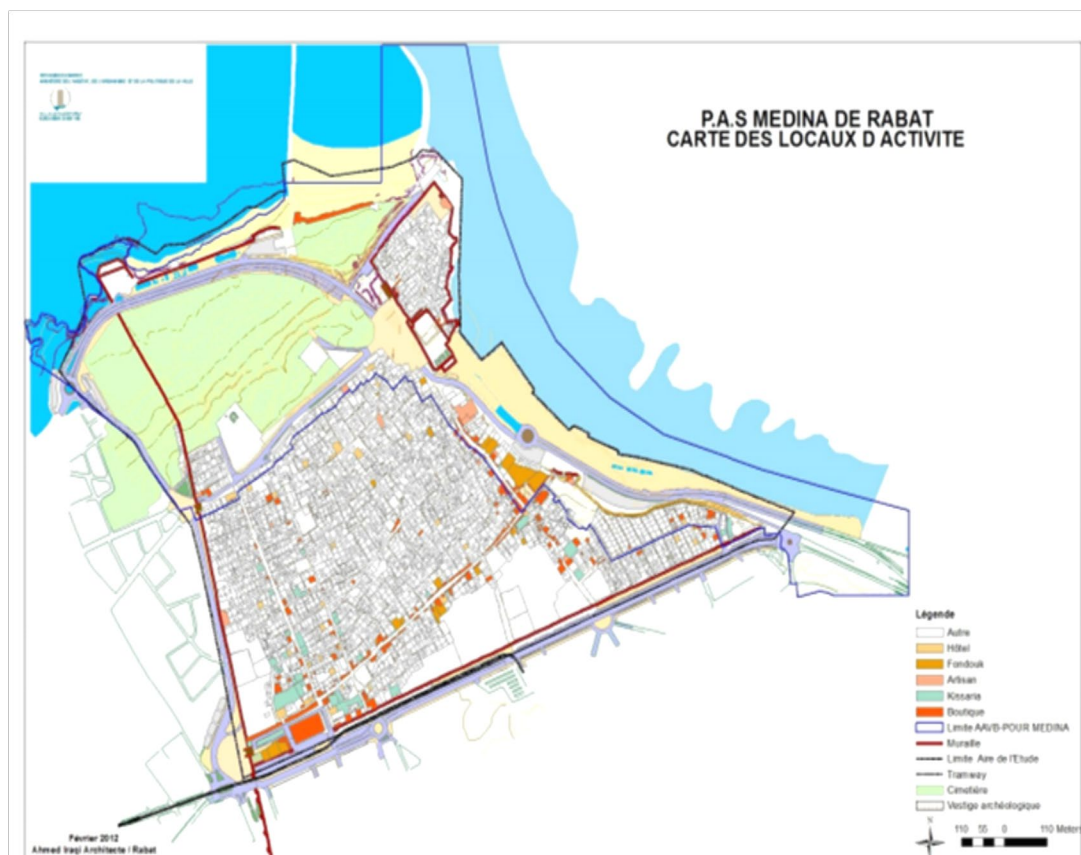 P.A.S MEDINA DE RABAT
CARTE DES LOCAUX D ACTIVITE
Légende
Autre
Hôtel
Fondouk
Artisan
Kissaria
Boutique
Limite AAVB-POUR MEDINA
Muraille
Limite Aire de l'Etude
Tramway
Cimetière
Vestige archéologique
N
110 55 0 110 Meters
Février 2012
Ahmed Iraqi Architecte / Rabat